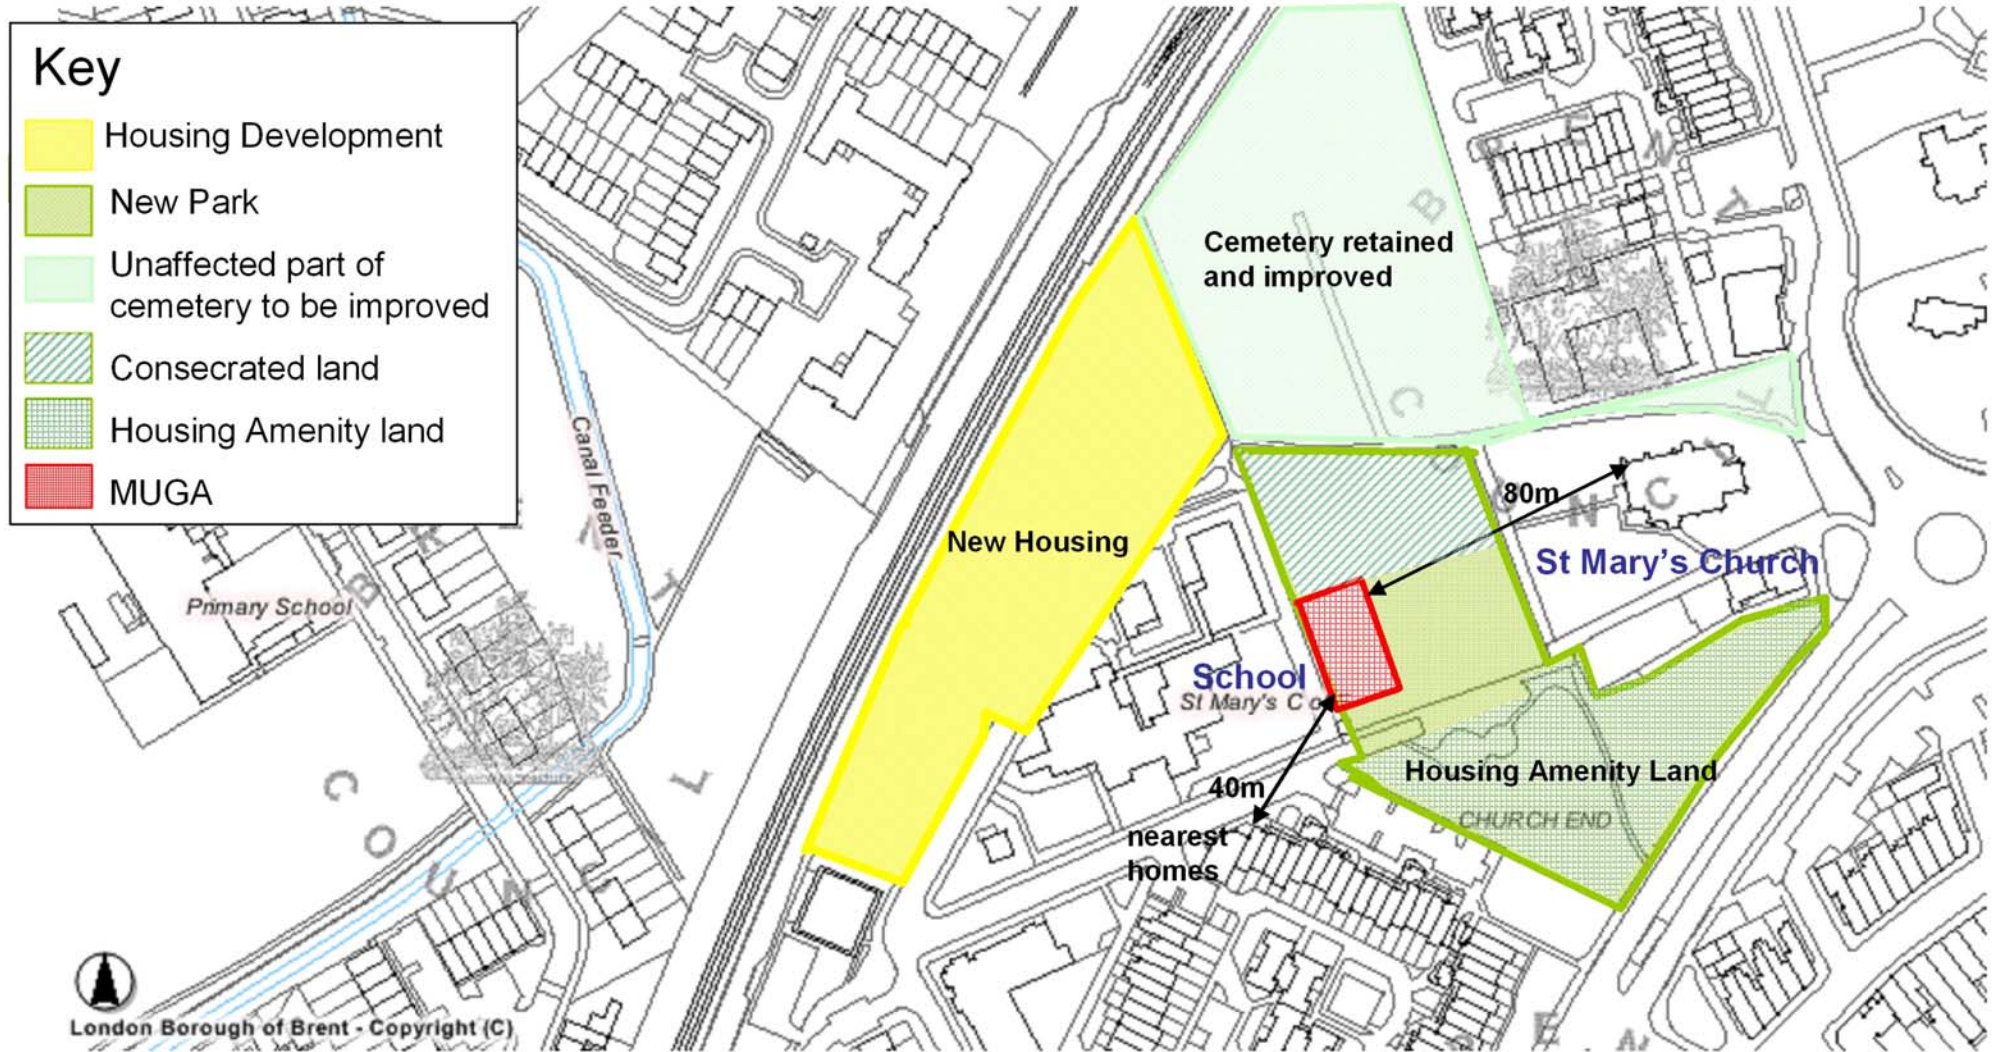 Key
Housing Development
New Park
Unaffected part of
cemetery to be improved
Consecrated land
Housing Amenity land
MUGA
Cemetery retained
and improved
New Housing
80m
St Mary's Church
School
St Mary's C
Housing Amenity Land
CHURCH END
40m
nearest
homes
Canal Feeder
Primary School
London Borough of Brent - Copyright (C)